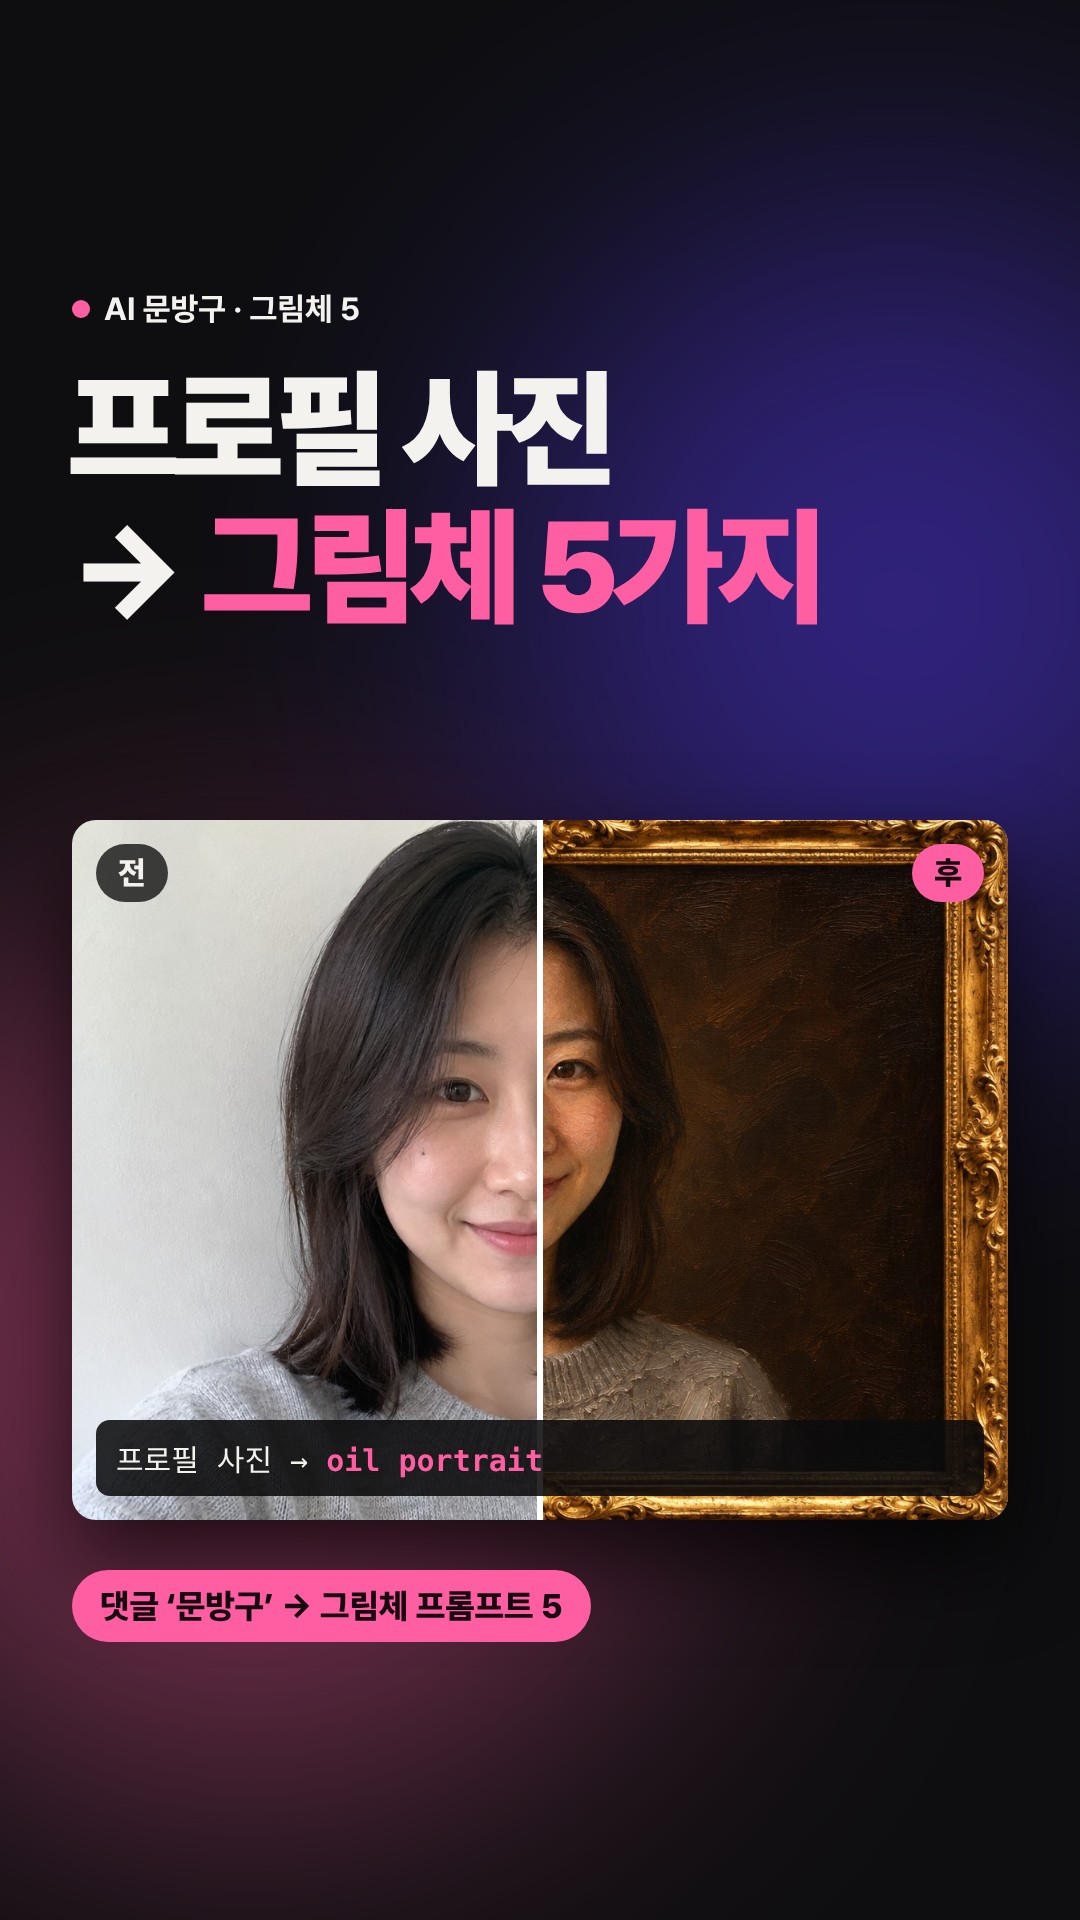 AI 문방구 · 그림체 5
프로필 사진
→ 그림체 5가지
전
후
프로필 사진 → oil portrait
댓글 ‘문방구’ → 그림체 프롬프트 5